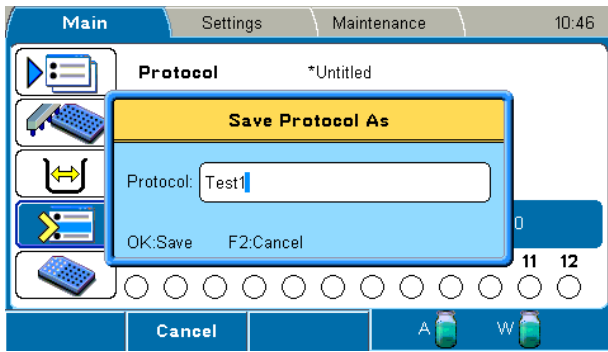 Main Settings Maintenance 10:46
Protocol *Untitled
Save Protocol As
Protocol: Test1
OK:Save F2:Cancel
0
11 12
Cancel A W